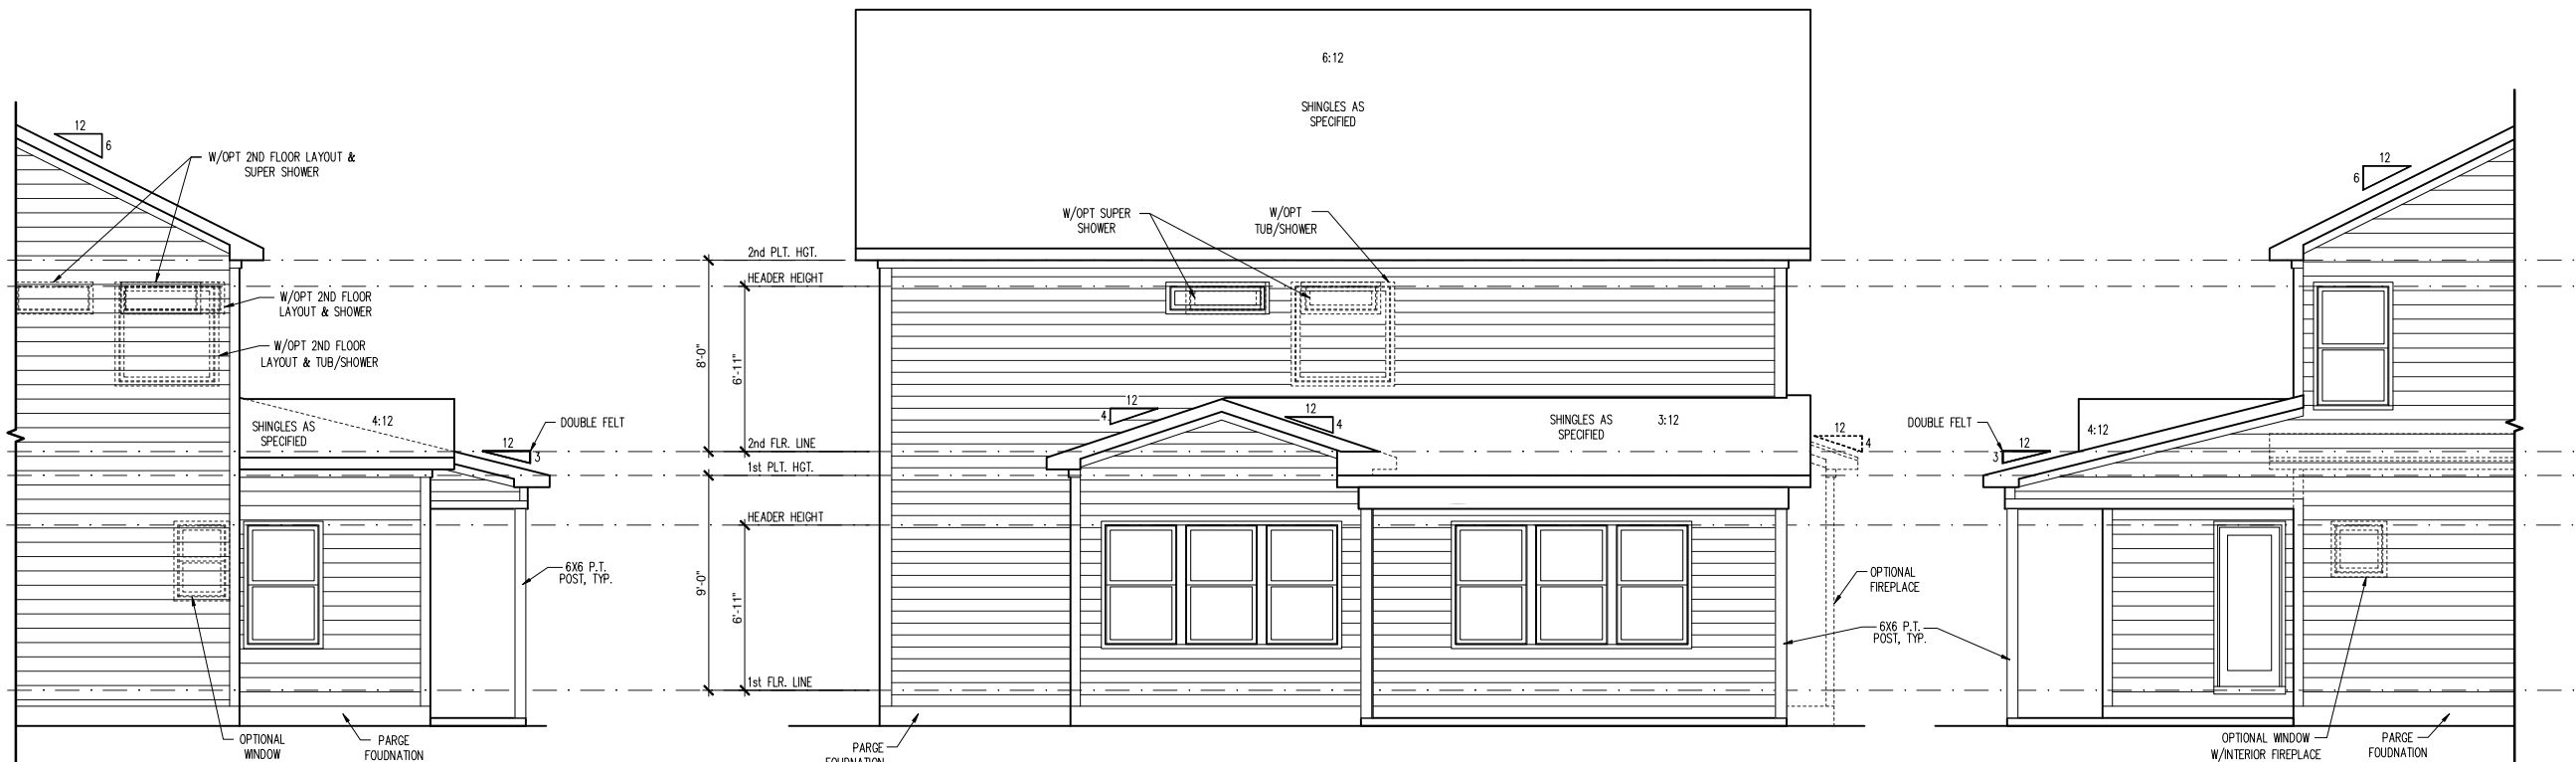 12
6
W/OPT 2ND FLOOR LAYOUT &
SUPER SHOWER
W/OPT 2ND FLOOR
LAYOUT & SHOWER
W/OPT 2ND FLOOR
LAYOUT & TUB/SHOWER
4:12
SHINGLES AS
SPECIFIED
12
3
DOUBLE FELT
6X6 P.T.
POST, TYP.
OPTIONAL
WINDOW
PARGE
FOUDNATION
2nd PLT. HGT.
HEADER HEIGHT
8'-0"
6'-11"
2nd FLR. LINE
1st PLT. HGT.
HEADER HEIGHT
9'-0"
6'-11"
1st FLR. LINE
6:12
SHINGLES AS
SPECIFIED
W/OPT SUPER
SHOWER
W/OPT
TUB/SHOWER
12
4
12
4
SHINGLES AS
SPECIFIED
3:12
12
4
OPTIONAL
FIREPLACE
6X6 P.T.
POST, TYP.
PARGE
FOUDNATION
12
6
DOUBLE FELT
12
3
4:12
OPTIONAL WINDOW
W/INTERIOR FIREPLACE
PARGE
FOUDNATION